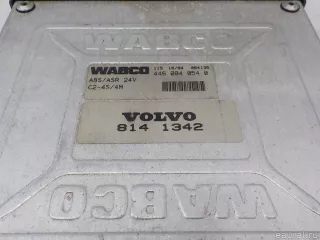 WABCO
WABCO
446 004 054 0
ABS/ASR 24V
C2-4S/4M
VOLVO
814 1342
WABCO